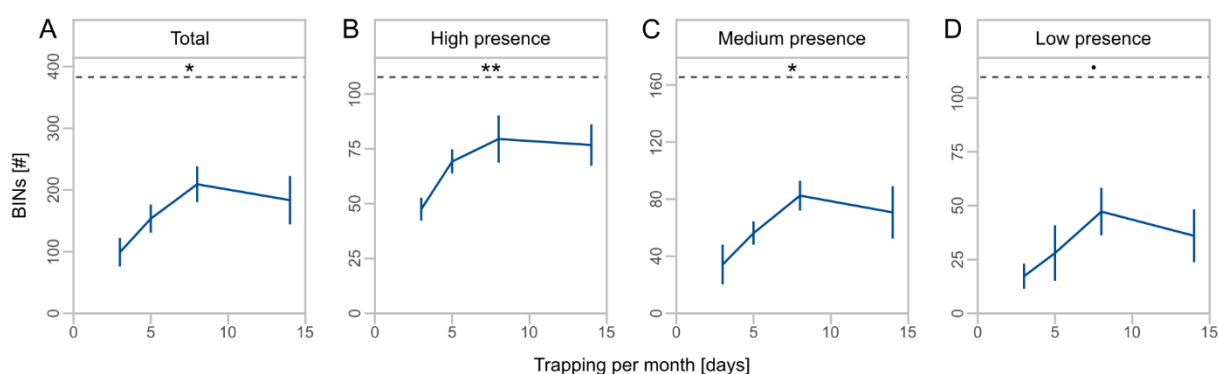 A Total
B High presence
C Medium presence
D Low presence
*
**
*
•
BINs [#]
400
300
200
100
0
100
75
50
25
0
160
120
80
40
0
100
75
50
25
0
0 5 10 15
0 5 10 15
0 5 10 15
0 5 10 15
Trapping per month [days]